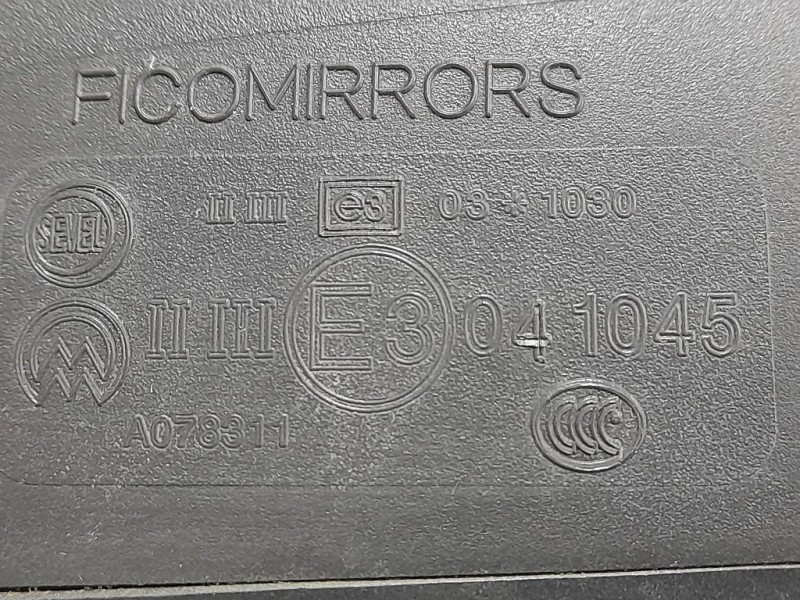 FICOMIRRORS
SEVEL
II III e3 03 * 1030
II III E3 04 1045
A078311
CCC